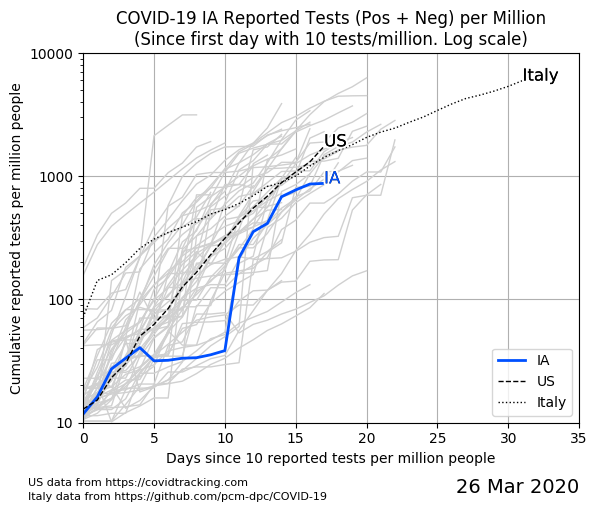 COVID-19 IA Reported Tests (Pos + Neg) per Million
(Since first day with 10 tests/million. Log scale)
Cumulative reported tests per million people
10000
1000
100
10
Italy
US
IA
IA
US
Italy
0 5 10 15 20 25 30 35
Days since 10 reported tests per million people
US data from https://covidtracking.com
Italy data from https://github.com/pcm-dpc/COVID-19
26 Mar 2020